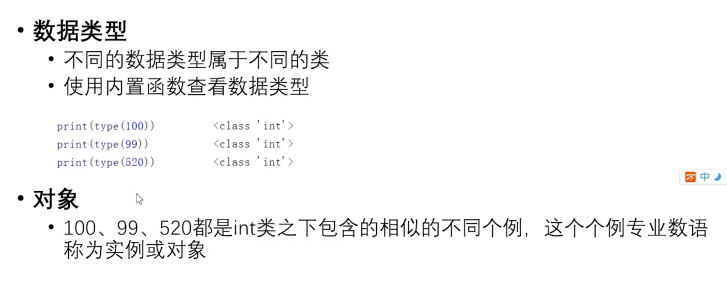 • 数据类型
• 不同的数据类型属于不同的类
• 使用内置函数查看数据类型
print(type(100)) <class 'int'>
print(type(99)) <class 'int'>
print(type(520)) <class 'int'>
中
• 对象
• 100、99、520都是int类之下包含的相似的不同个例，这个个例专业数语
称为实例或对象